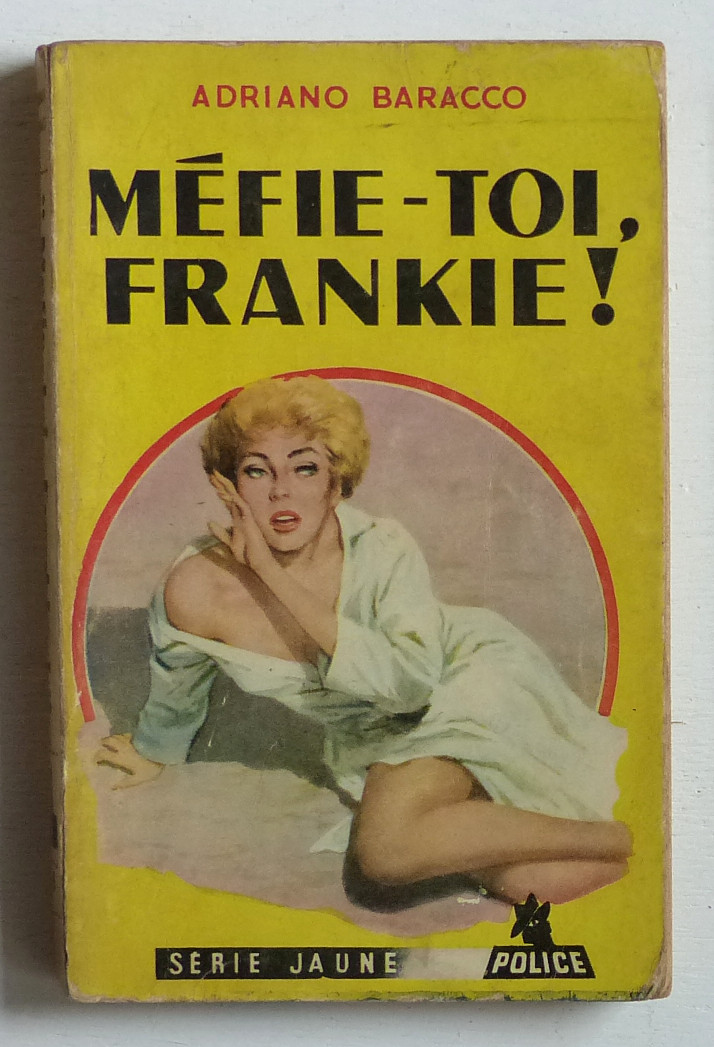 ADRIANO BARACCO
MÉFIE-TOI,
FRANKIE!
SÉRIE JAUNE
POLICE